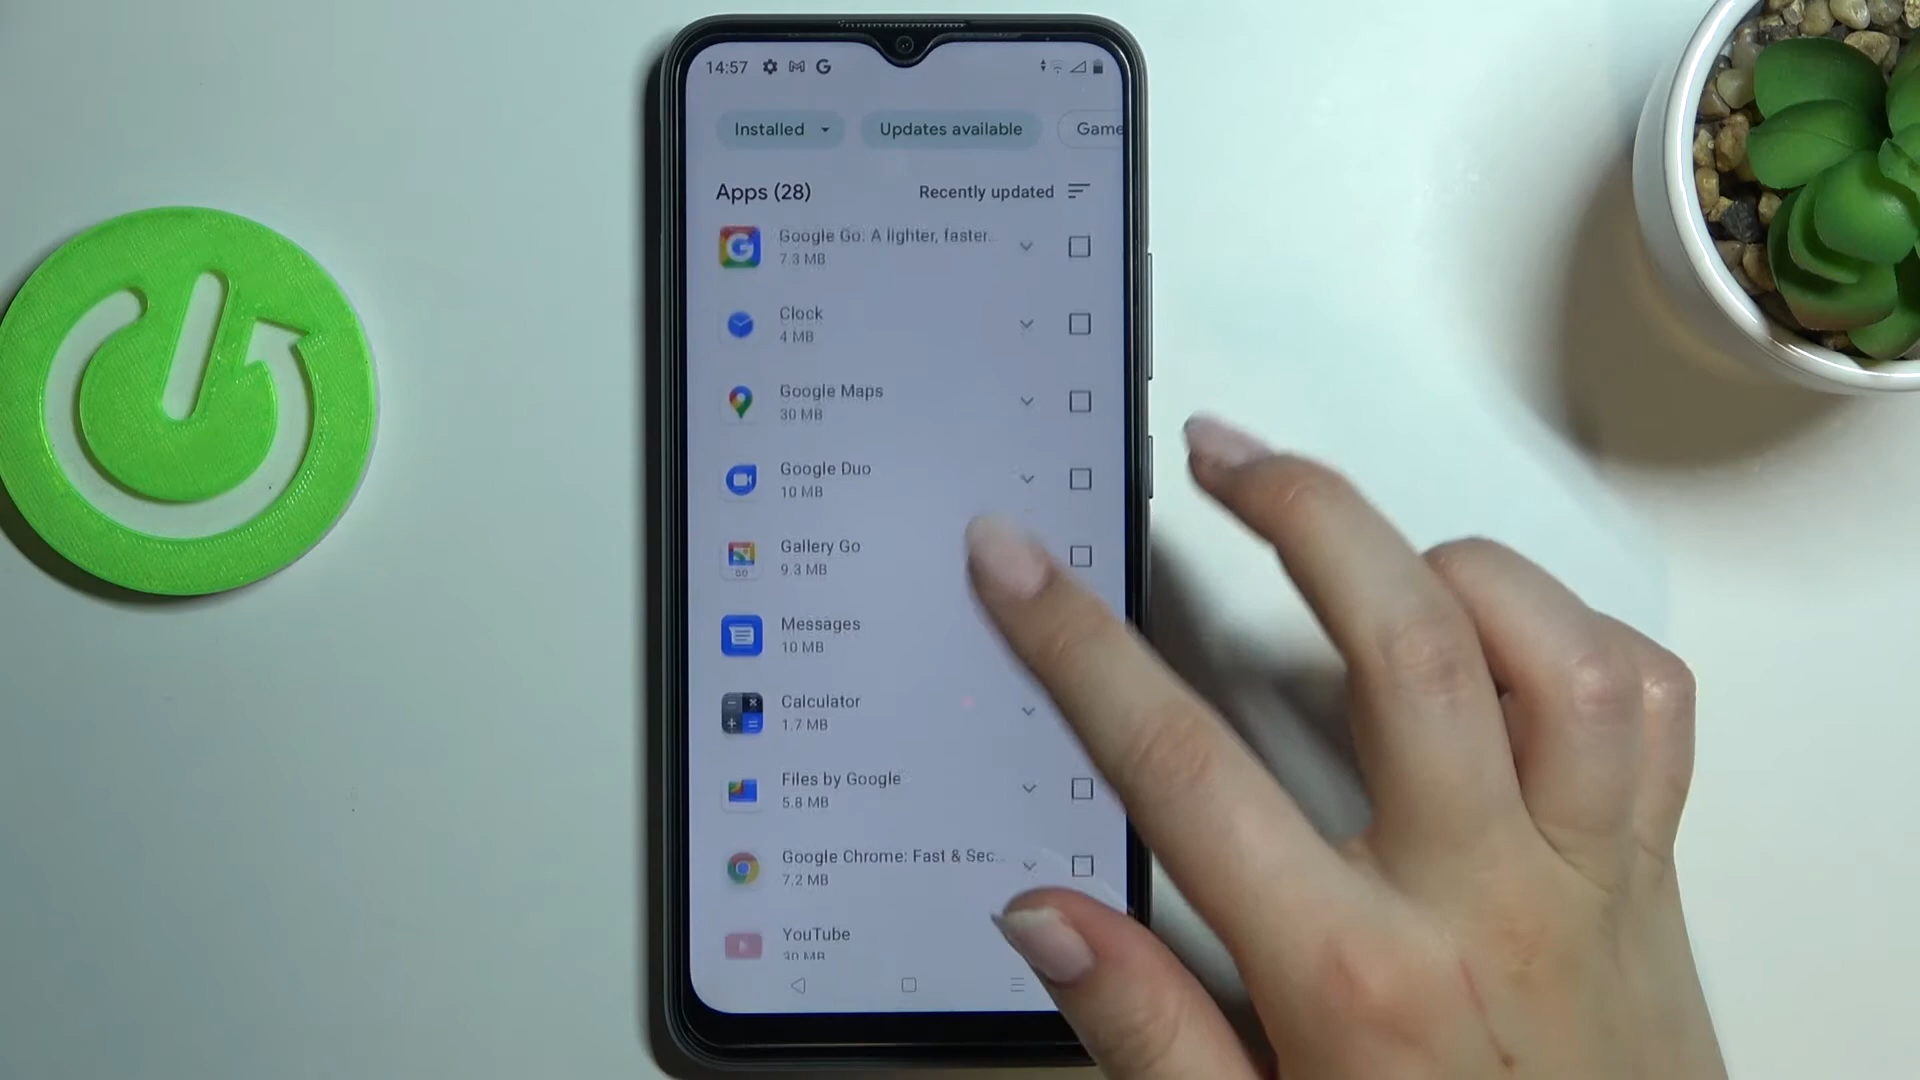 14:57
Installed
Updates available
Game
Apps (28)
Recently updated
Google Go: A lighter, faster..
7.3 MB
Clock
4 MB
Google Maps
30 MB
Google Duo
10 MB
Gallery Go
9.3 MB
Messages
10 MB
Calculator
1.7 MB
Files by Google
5.8 MB
Google Chrome: Fast & Sec...
7.2 MB
YouTube
30 MB